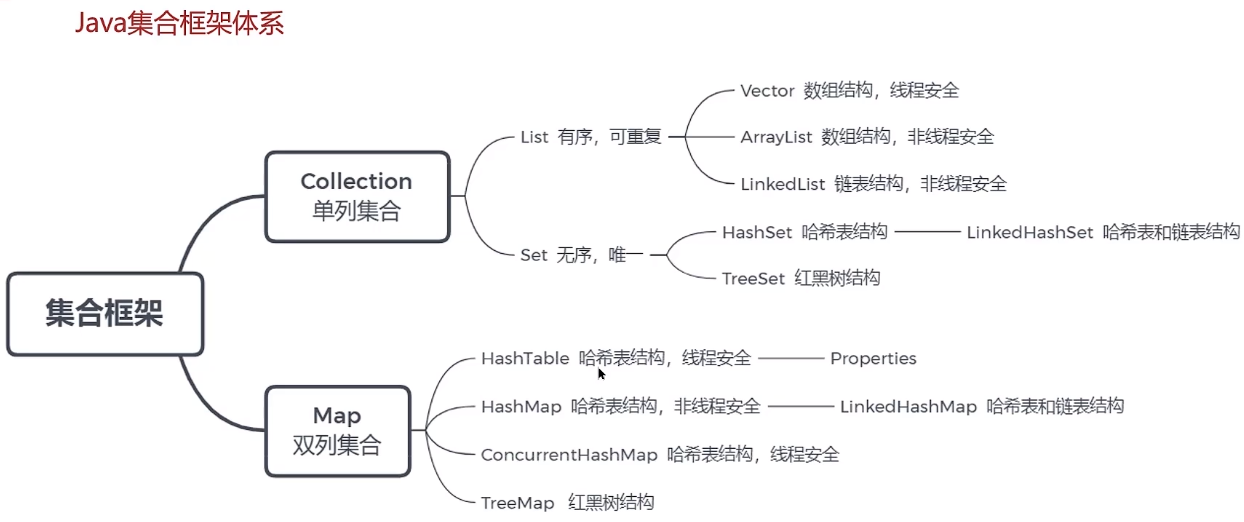 Java集合框架体系
集合框架
Collection
单列集合
List 有序，可重复
Vector 数组结构，线程安全
ArrayList 数组结构，非线程安全
LinkedList 链表结构，非线程安全
Set 无序，唯一
HashSet 哈希表结构
LinkedHashSet 哈希表和链表结构
TreeSet 红黑树结构
Map
双列集合
HashTable 哈希表结构，线程安全
Properties
HashMap 哈希表结构，非线程安全
LinkedHashMap 哈希表和链表结构
ConcurrentHashMap 哈希表结构，线程安全
TreeMap 红黑树结构